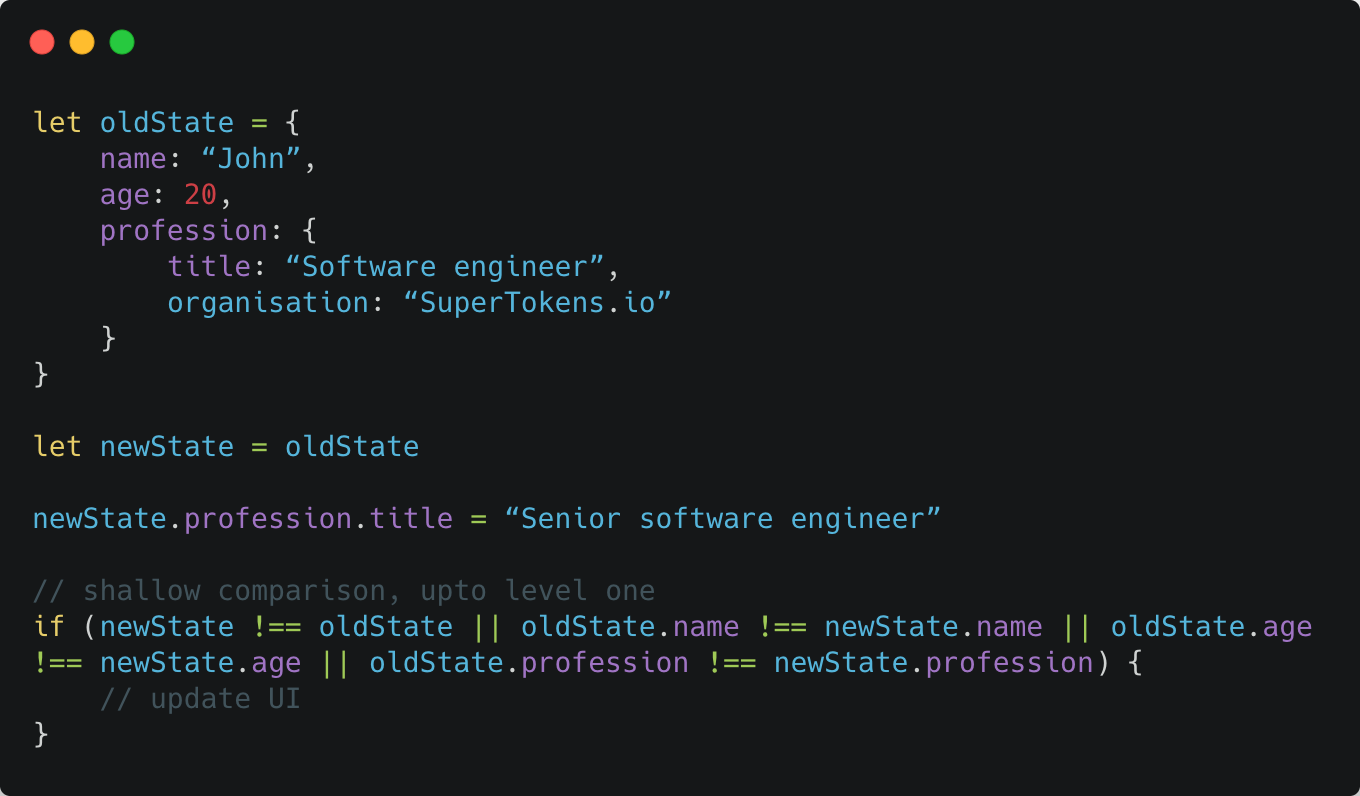 let oldState = {
    name: “John”,
    age: 20,
    profession: {
        title: “Software engineer”,
        organisation: “SuperTokens.io”
    }
}
let newState = oldState
newState.profession.title = “Senior software engineer”
// shallow comparison, upto level one
if (newState !== oldState || oldState.name !== newState.name || oldState.age
!== newState.age || oldState.profession !== newState.profession) {
    // update UI
}